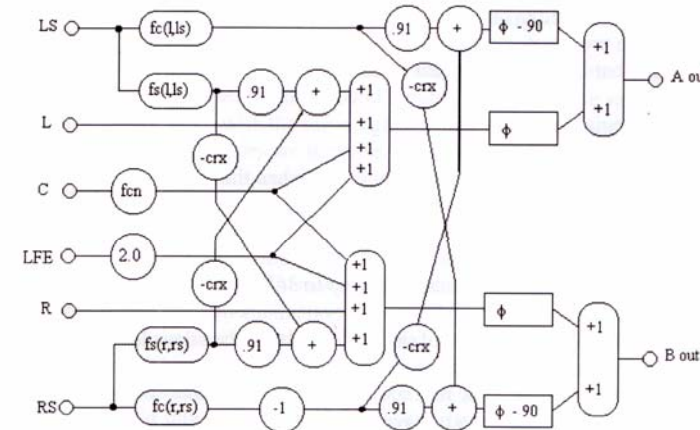 LS fc(l,ls) .91 + ϕ - 90
+1
-crx A ou
fs(l,ls) .91 + +1 +1
L +1 ϕ
-crx +1
C fcn +1
LFE 2.0 +1
-crx +1
R +1 ϕ
+1 +1
fs(r,rs) .91 + -crx B out
RS fc(r,rs) -1 .91 + ϕ - 90 +1